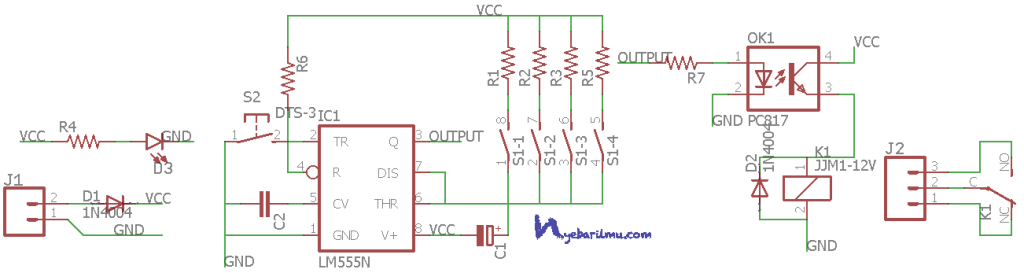 VCC
OUTPUT
OK1
VCC
R6
R1
R2
R3
R5
R7
1
2
4
3
GND
PC817
S2
DTS-3
IC1
R4
VCC
GND
D3
1
2
2
TR
Q
3
OUTPUT
4
R
DIS
7
5
CV
THR
6
1
GND
V+
8
VCC
LM555N
C2
GND
C1
+
8
7
6
5
1
2
3
4
S1-1
S1-2
S1-3
S1-4
J1
2
1
D1
1N4004
VCC
GND
D2
1N4004
K1
JJM1-12V
1
2
GND
J2
3
2
1
NO
C
K1
NC
nyebarilmu.com